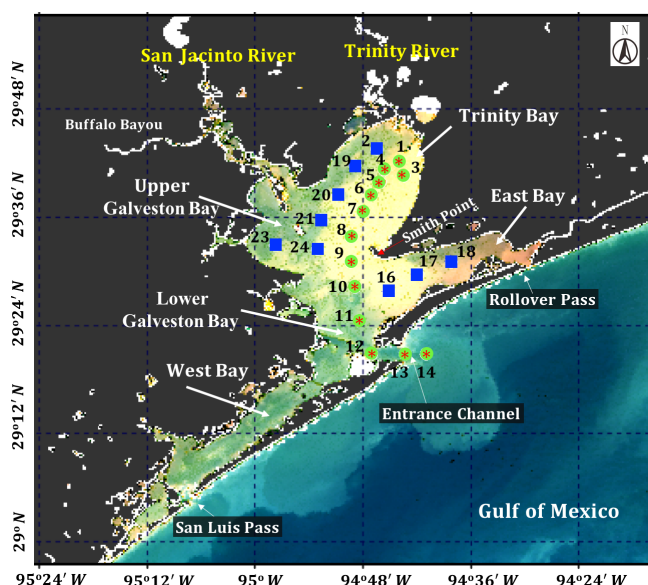 N
San Jacinto River
Trinity River
29°48′ N
Buffalo Bayou
Trinity Bay
2
1
19
4
3
5
Upper
Galveston Bay
20
6
East Bay
29°36′ N
7
21
Smith Point
8
23
24
9
17
18
10
16
Rollover Pass
Lower
Galveston Bay
29°24′ N
11
12
13
14
West Bay
Entrance Channel
29°12′ N
San Luis Pass
Gulf of Mexico
29° N
95°24′ W
95°12′ W
95° W
94°48′ W
94°36′ W
94°24′ W